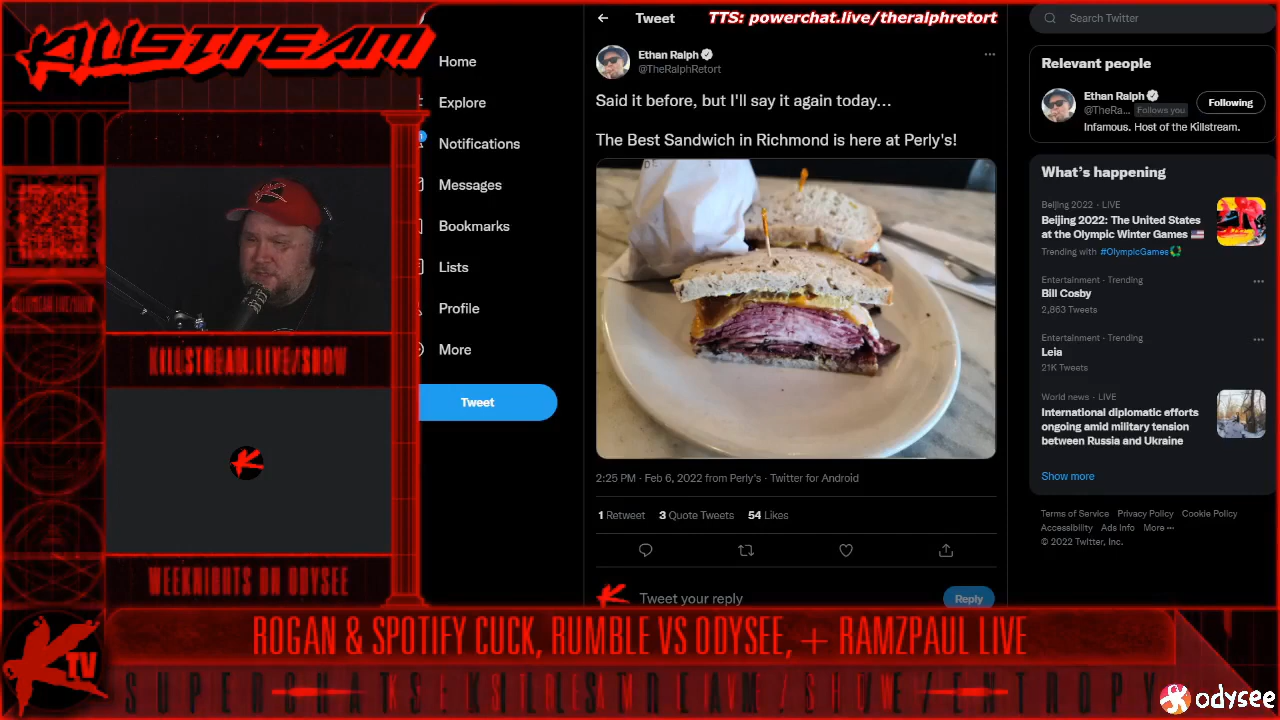 KILLSTREAM
KILLSTREAM.LIVE/SHOW
WEEKNIGHTS ON ODYSEE
Home
Explore
Notifications
Messages
Bookmarks
Lists
Profile
More
Tweet
Tweet
TTS: powerchat.live/theralphretort
Ethan Ralph
@TheRalphRetort
Said it before, but I'll say it again today...
The Best Sandwich in Richmond is here at Perly's!
2:25 PM · Feb 6, 2022 from Perly's · Twitter for Android
1 Retweet 3 Quote Tweets 54 Likes
Tweet your reply
Reply
Search Twitter
Relevant people
Ethan Ralph
@TheRa... Follows you
Following
Infamous. Host of the Killstream.
What's happening
Beijing 2022 · LIVE
Beijing 2022: The United States
at the Olympic Winter Games
Trending with #OlympicGames
Entertainment · Trending
Bill Cosby
2,863 Tweets
Entertainment · Trending
Leia
21K Tweets
World news · LIVE
International diplomatic efforts
ongoing amid military tension
between Russia and Ukraine
Show more
Terms of Service Privacy Policy Cookie Policy
Accessibility Ads Info More ···
© 2022 Twitter, Inc.
ROGAN & SPOTIFY CUCK, RUMBLE VS ODYSEE, + RAMZPAUL LIVE
K TV
odysee